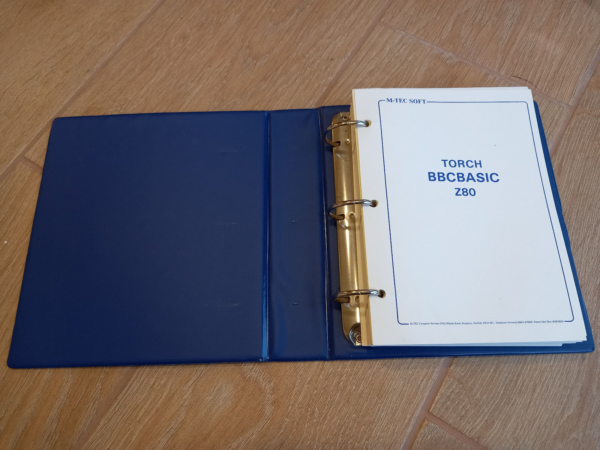 M-TEC SOFT
TORCH
BBCBASIC
Z80